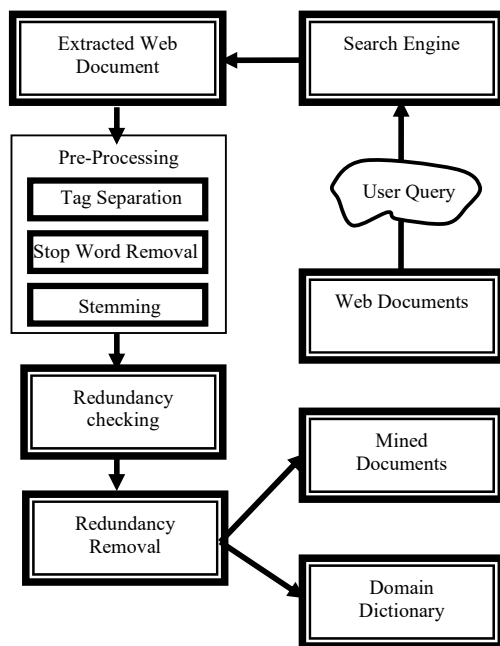 Extracted Web
Document
Search Engine
Pre-Processing
Tag Separation
Stop Word Removal
Stemming
User Query
Web Documents
Redundancy
checking
Redundancy
Removal
Mined
Documents
Domain
Dictionary